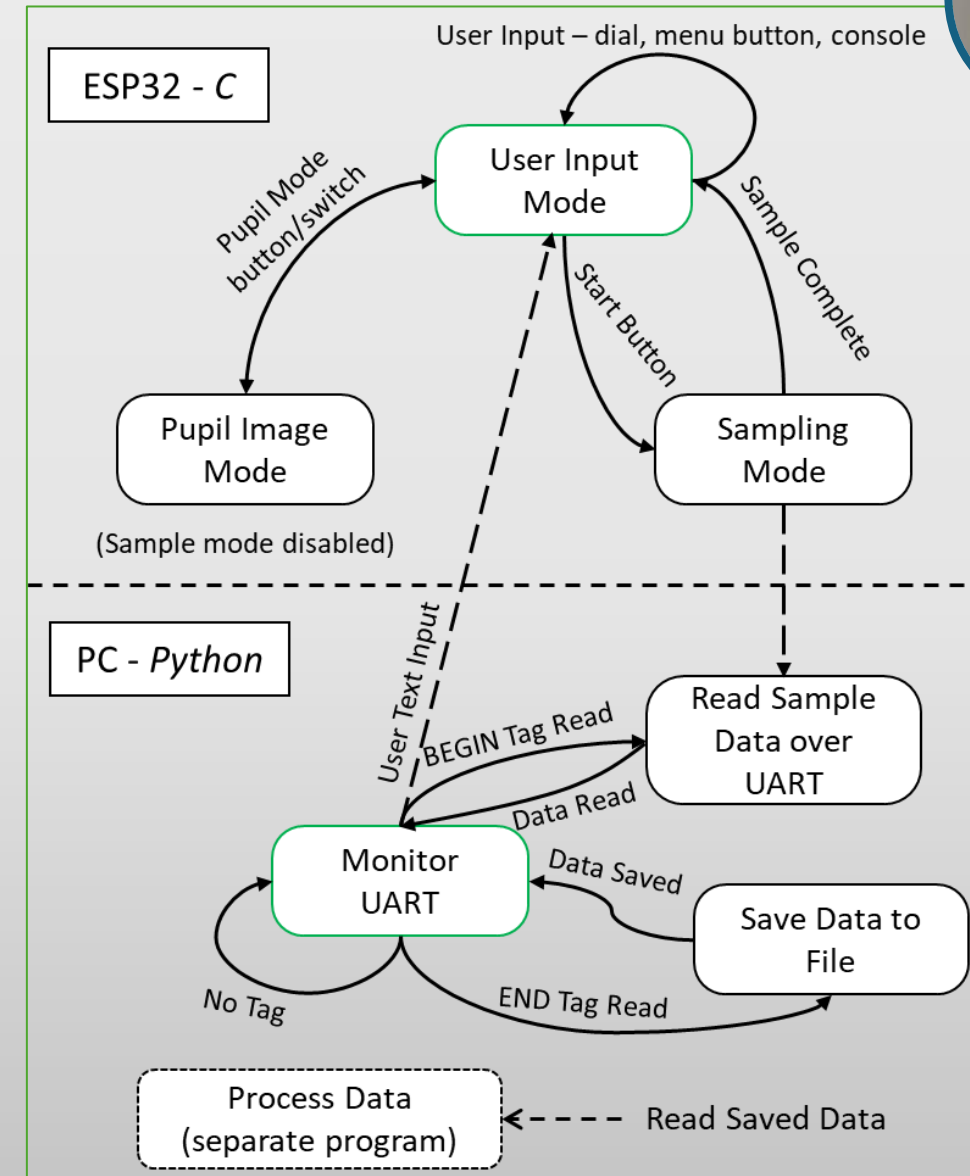 User Input – dial, menu button, console
ESP32 - C
User Input
Mode
Pupil Mode
button/switch
Sample Complete
Start Button
Pupil Image
Mode
Sampling
Mode
(Sample mode disabled)
PC - Python
User Text Input
Read Sample
Data over
UART
BEGIN Tag Read
Data Read
Monitor
UART
Data Saved
Save Data to
File
No Tag
END Tag Read
Process Data
(separate program)
Read Saved Data